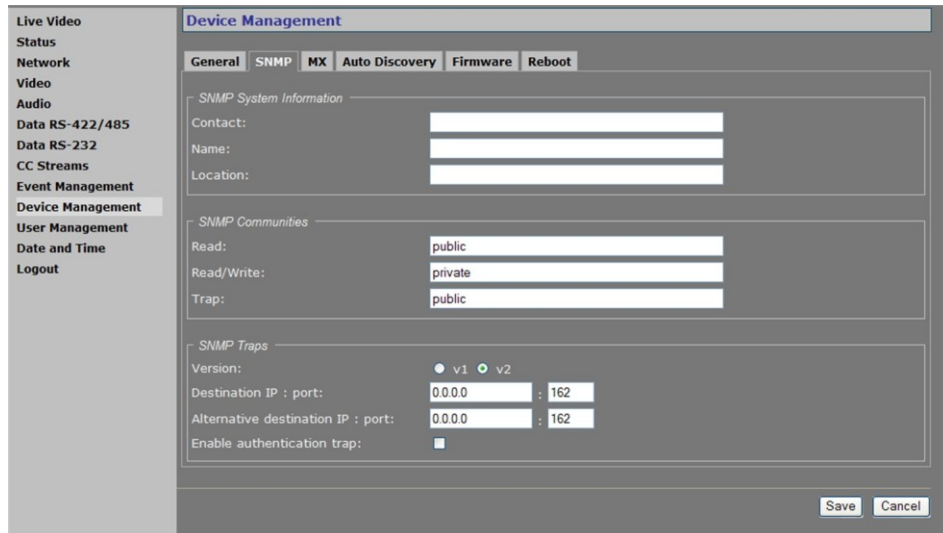 Live Video
Status
Network
Video
Audio
Data RS-422/485
Data RS-232
CC Streams
Event Management
Device Management
User Management
Date and Time
Logout
Device Management
General SNMP MX Auto Discovery Firmware Reboot
SNMP System Information
Contact:
Name:
Location:
SNMP Communities
Read: public
Read/Write: private
Trap: public
SNMP Traps
Version: v1 v2
Destination IP : port: 0.0.0.0 : 162
Alternative destination IP : port: 0.0.0.0 : 162
Enable authentication trap:
Save Cancel